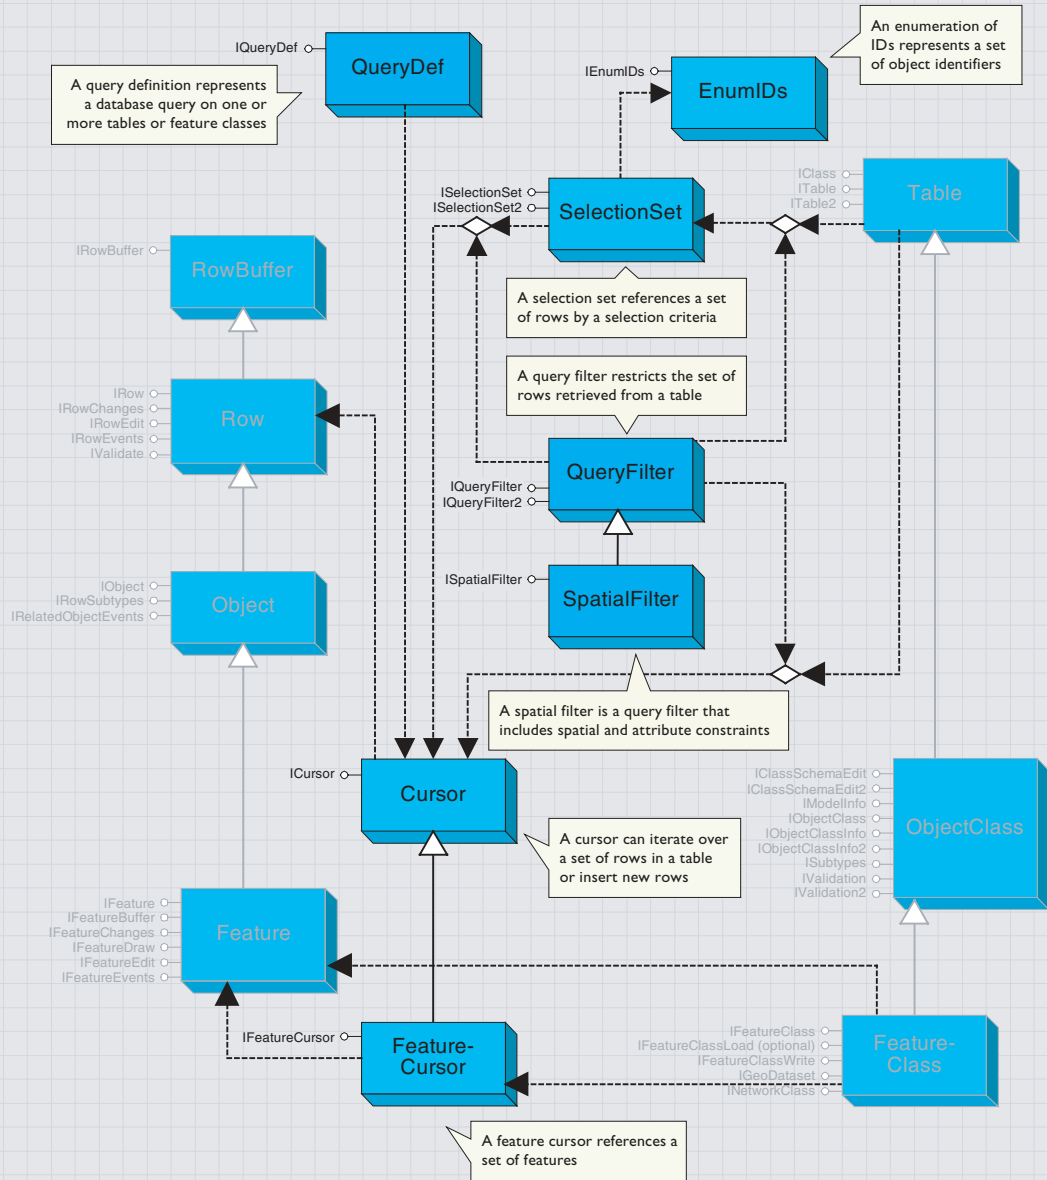 An enumeration of
IDs represents a set
of object identifiers
IQueryDef
QueryDef
A query definition represents
a database query on one or
more tables or feature classes
IEnumIDs
EnumIDs
ISelectionSet
ISelectionSet2
SelectionSet
IClass
ITable
ITable2
Table
IRowBuffer
RowBuffer
A selection set references a set
of rows by a selection criteria
A query filter restricts the set of
rows retrieved from a table
IRow
IRowChanges
IRowEdit
IRowEvents
IValidate
Row
QueryFilter
IQueryFilter
IQueryFilter2
IObject
IRowSubtypes
IRelatedObjectEvents
Object
ISpatialFilter
SpatialFilter
A spatial filter is a query filter that
includes spatial and attribute constraints
ICursor
Cursor
A cursor can iterate over
a set of rows in a table
or insert new rows
IClassSchemaEdit
IClassSchemaEdit2
IModelInfo
IObjectClass
IObjectClassInfo
IObjectClassInfo2
ISubtypes
IValidation
IValidation2
ObjectClass
IFeature
IFeatureBuffer
IFeatureChanges
IFeatureDraw
IFeatureEdit
IFeatureEvents
Feature
IFeatureCursor
Feature-
Cursor
IFeatureClass
IFeatureClassLoad (optional)
IFeatureClassWrite
IGeoDataset
INetworkClass
Feature-
Class
A feature cursor references a
set of features